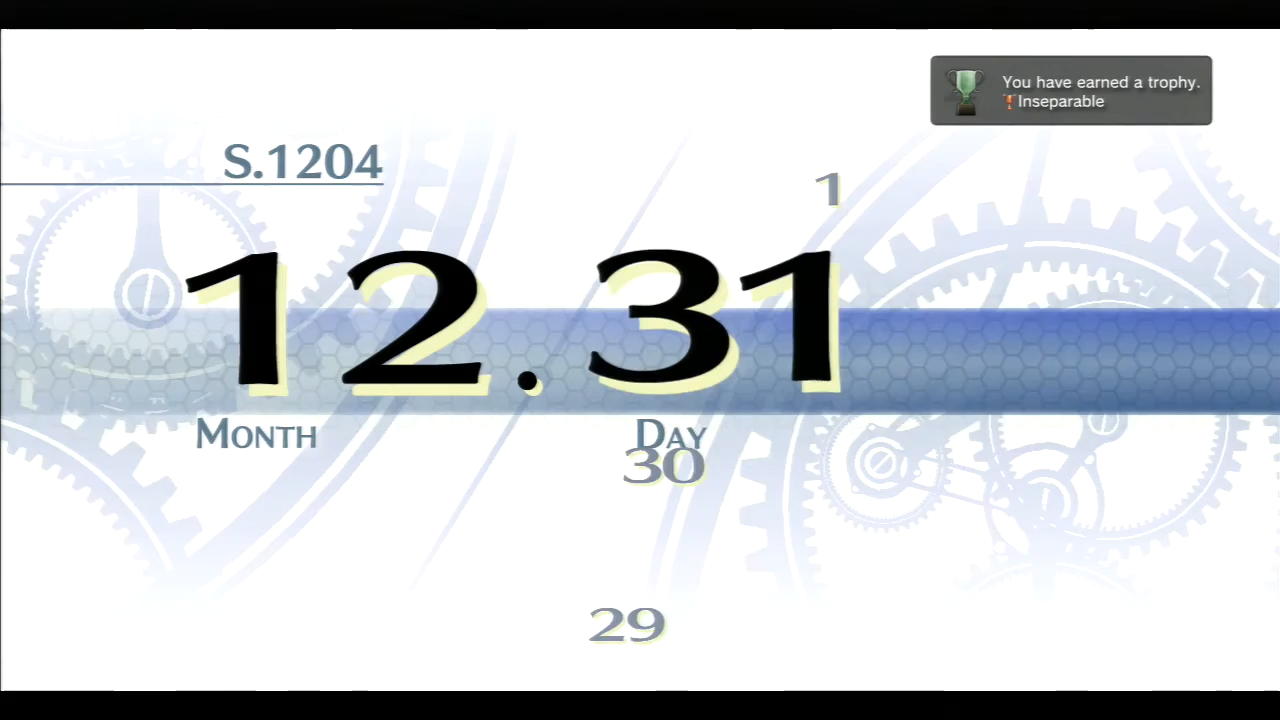 You have earned a trophy.
Inseparable
S.1204
1
12.31
MONTH
DAY
30
29